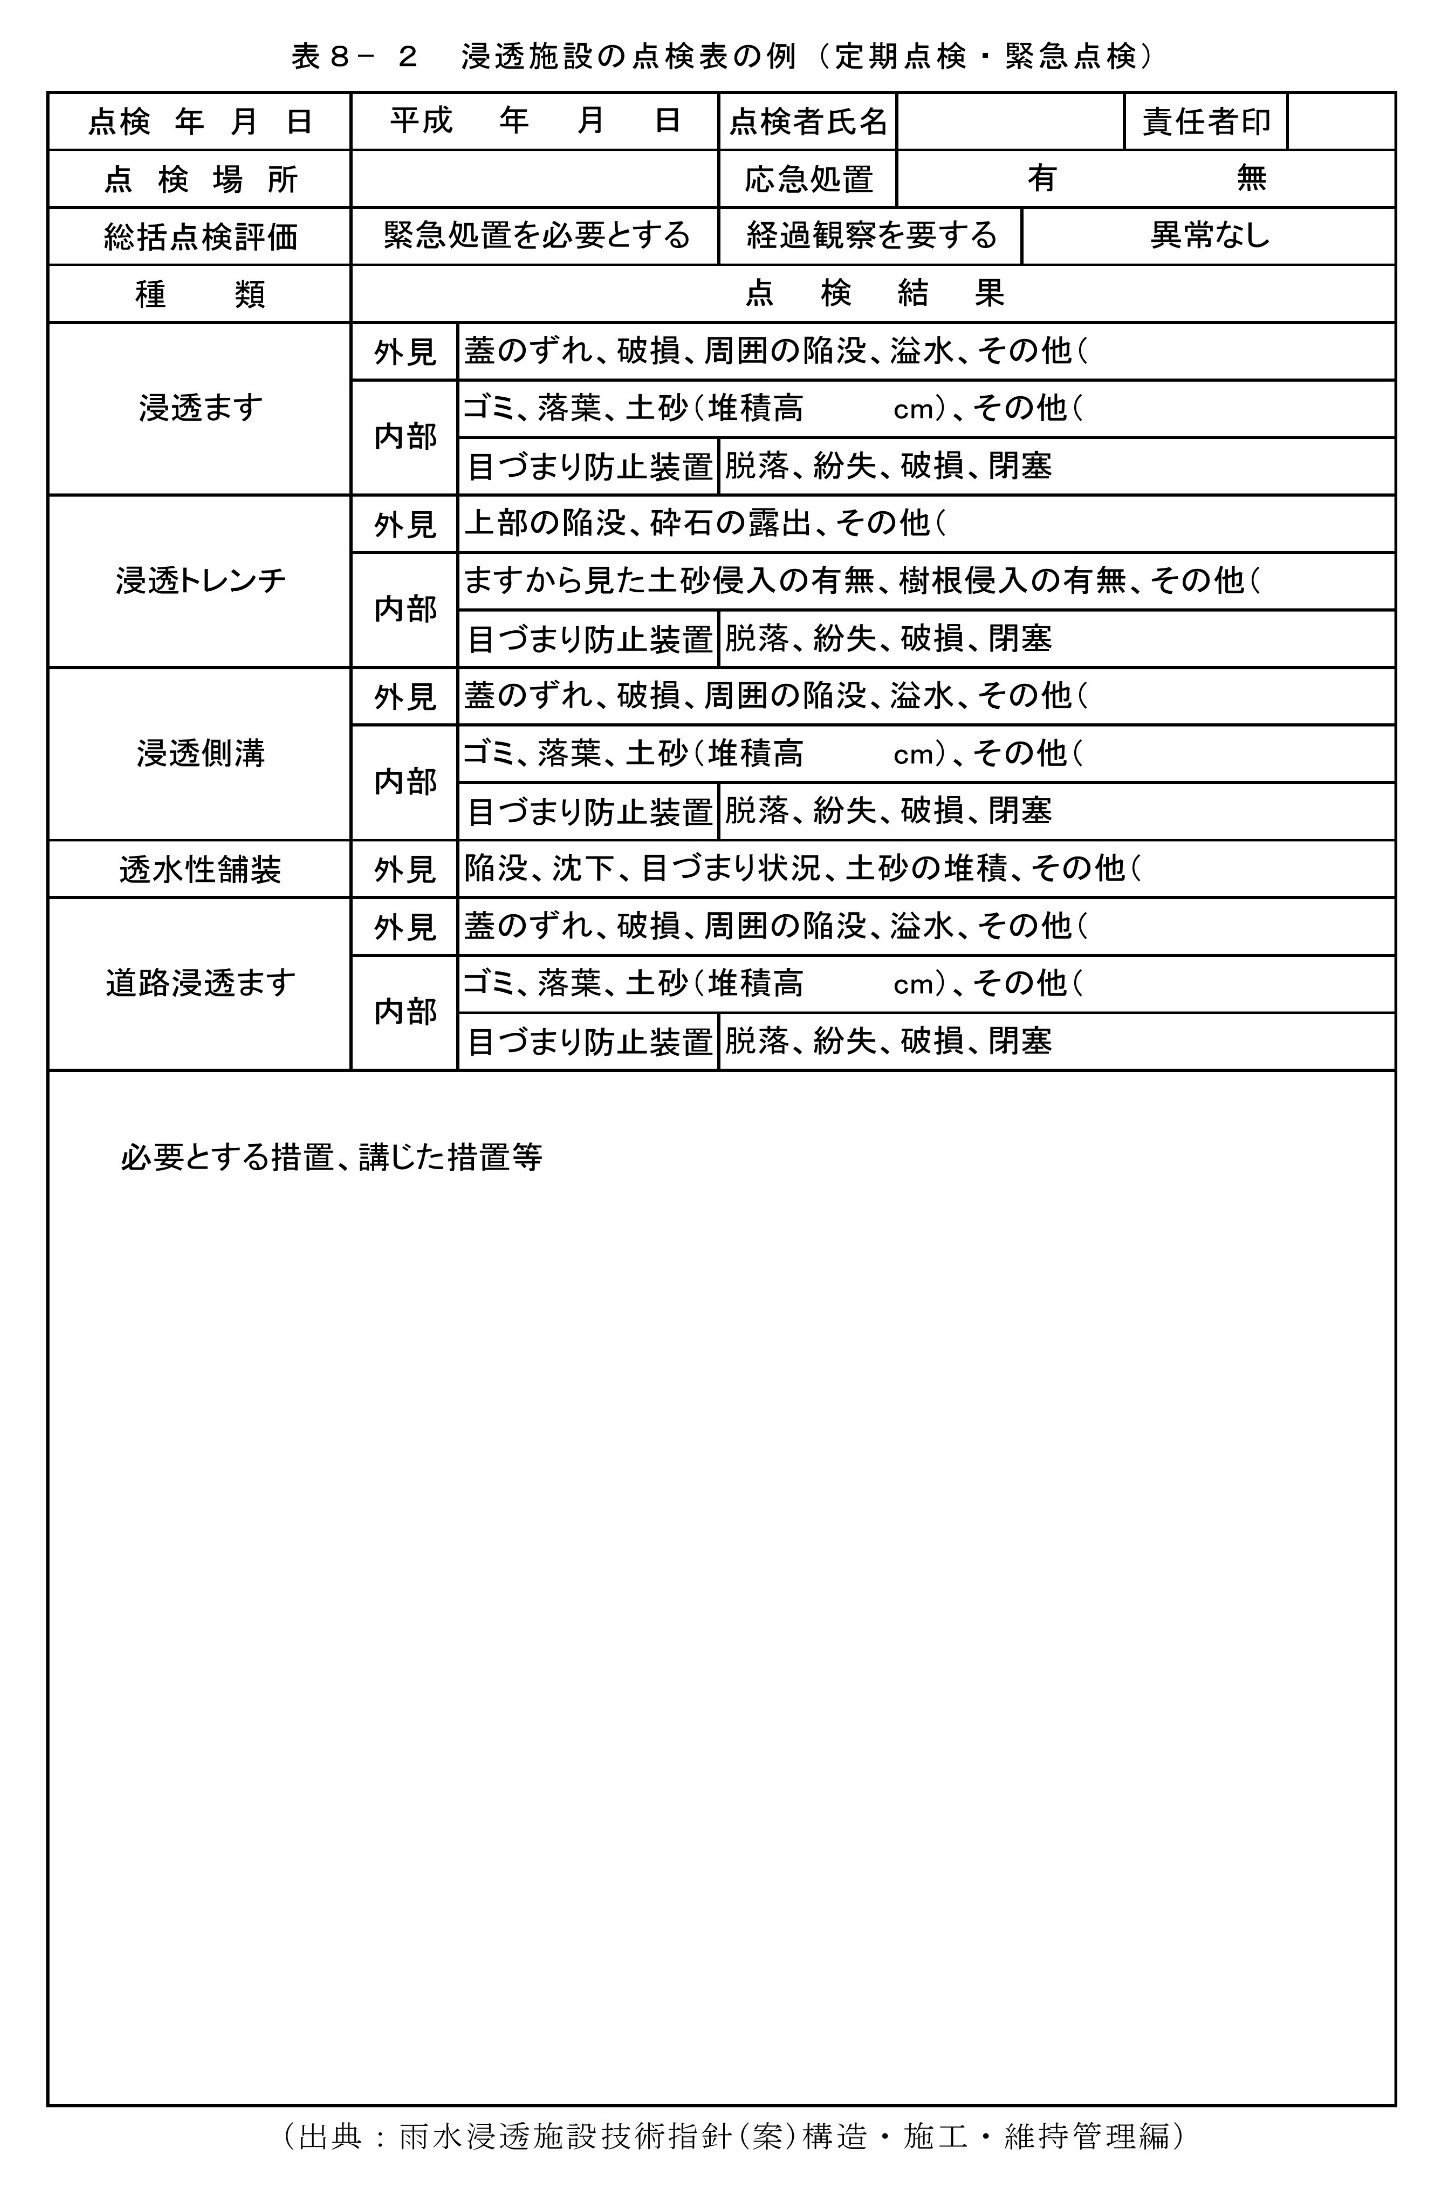 表８－ ２　浸透施設の点検表の例（定期点検・緊急点検）
点検 年 月 日　平成　年　月　日　点検者氏名　責任者印
点 検 場 所　応急処置　有　無
総括点検評価　緊急処置を必要とする　経過観察を要する　異常なし
種　類　点　検　結　果
浸透ます　外見　蓋のずれ、破損、周囲の陥没、溢水、その他（
内部　ゴミ、落葉、土砂（堆積高　　cm）、その他（
目づまり防止装置　脱落、紛失、破損、閉塞
浸透トレンチ　外見　上部の陥没、砕石の露出、その他（
内部　ますから見た土砂侵入の有無、樹根侵入の有無、その他（
目づまり防止装置　脱落、紛失、破損、閉塞
浸透側溝　外見　蓋のずれ、破損、周囲の陥没、溢水、その他（
内部　ゴミ、落葉、土砂（堆積高　　cm）、その他（
目づまり防止装置　脱落、紛失、破損、閉塞
透水性舗装　外見　陥没、沈下、目づまり状況、土砂の堆積、その他（
道路浸透ます　外見　蓋のずれ、破損、周囲の陥没、溢水、その他（
内部　ゴミ、落葉、土砂（堆積高　　cm）、その他（
目づまり防止装置　脱落、紛失、破損、閉塞
必要とする措置、講じた措置等
（出典：雨水浸透施設技術指針（案）構造・施工・維持管理編）